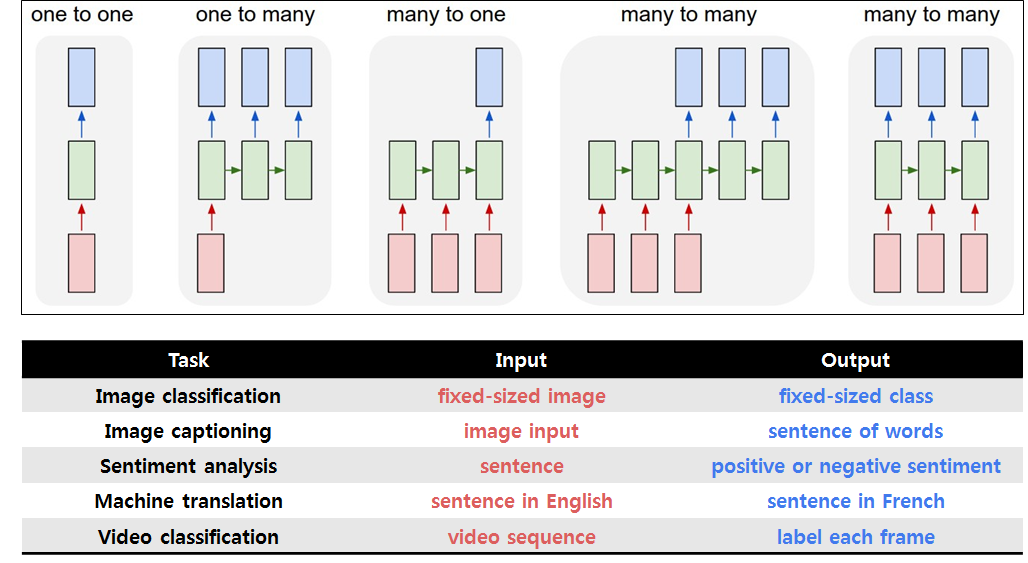 one to one one to many many to one many to many many to many
Task Input Output
Image classification fixed-sized image fixed-sized class
Image captioning image input sentence of words
Sentiment analysis sentence positive or negative sentiment
Machine translation sentence in English sentence in French
Video classification video sequence label each frame